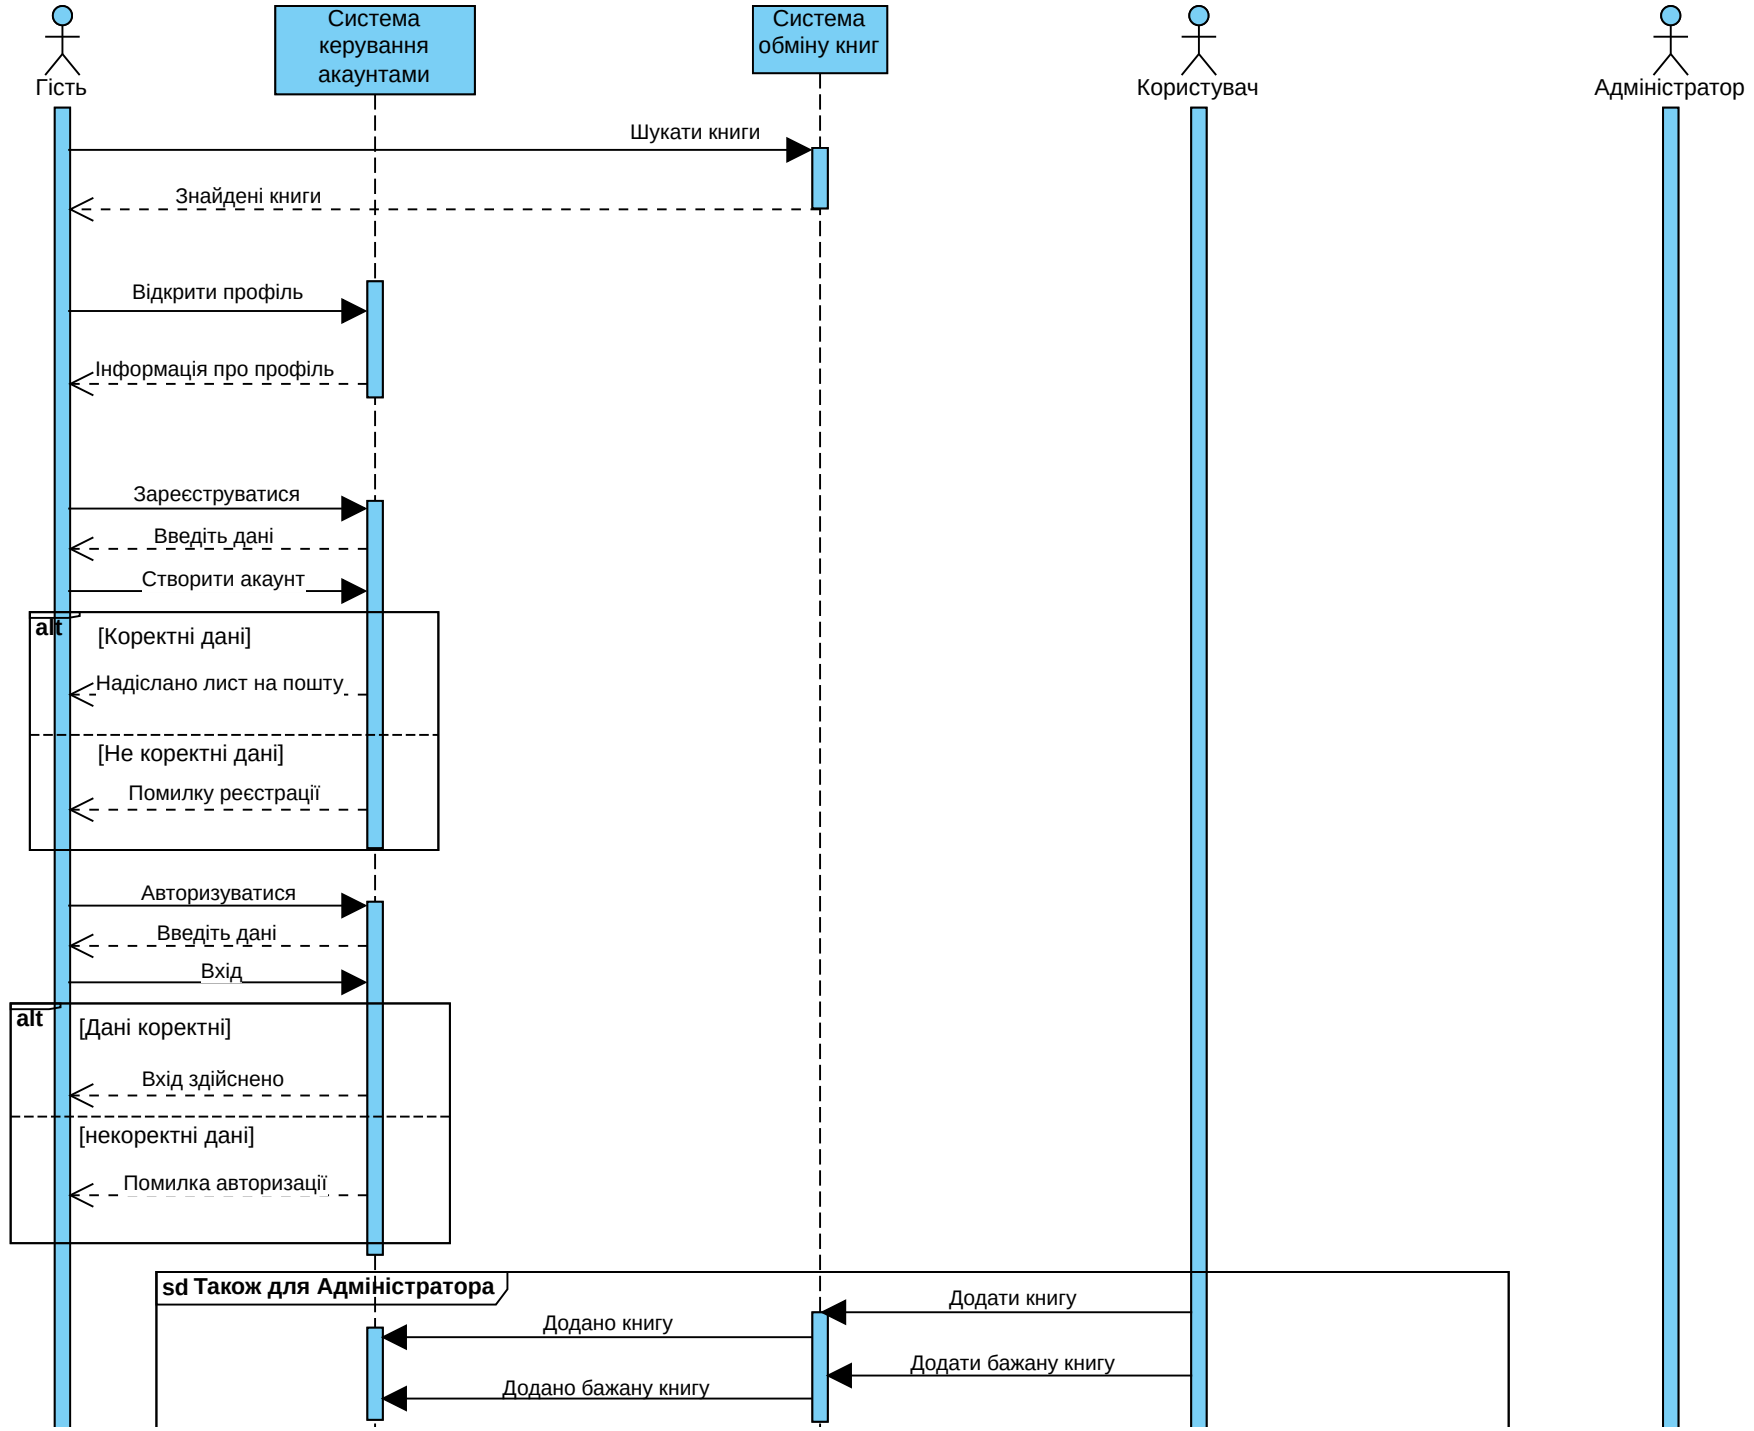 Гість
Система
керування
акаунтами
Система
обміну книг
Користувач
Адміністратор
Шукати книги
Знайдені книги
Відкрити профіль
Інформація про профіль
Зареєструватися
Введіть дані
Створити акаунт
alt
[Коректні дані]
Надіслано лист на пошту
[Не коректні дані]
Помилку реєстрації
Авторизуватися
Введіть дані
Вхід
alt
[Дані коректні]
Вхід здійснено
[некоректні дані]
Помилка авторизації
sd Також для Адміністратора
Додати книгу
Додано книгу
Додати бажану книгу
Додано бажану книгу